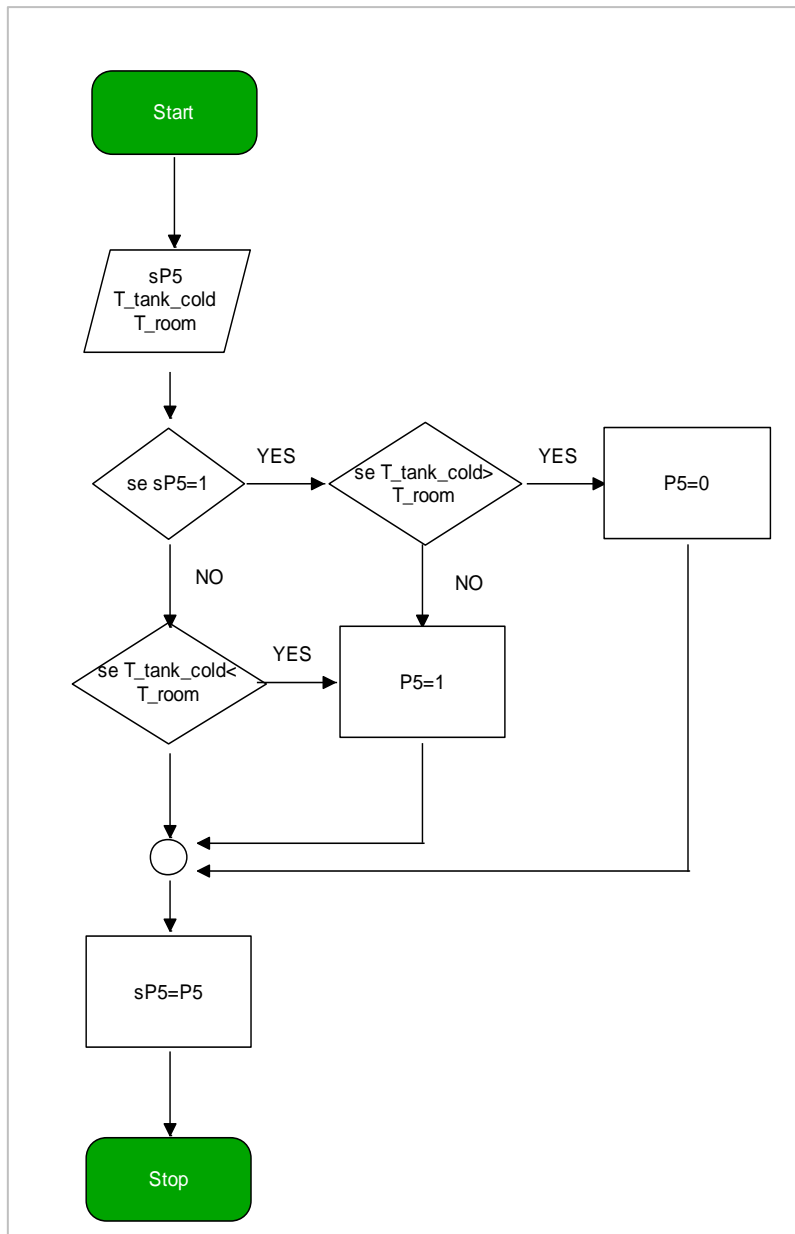 Start
sP5
T_tank_cold
T_room
se sP5=1
YES
se T_tank_cold>
T_room
YES
P5=0
NO
NO
se T_tank_cold<
T_room
YES
P5=1
sP5=P5
Stop